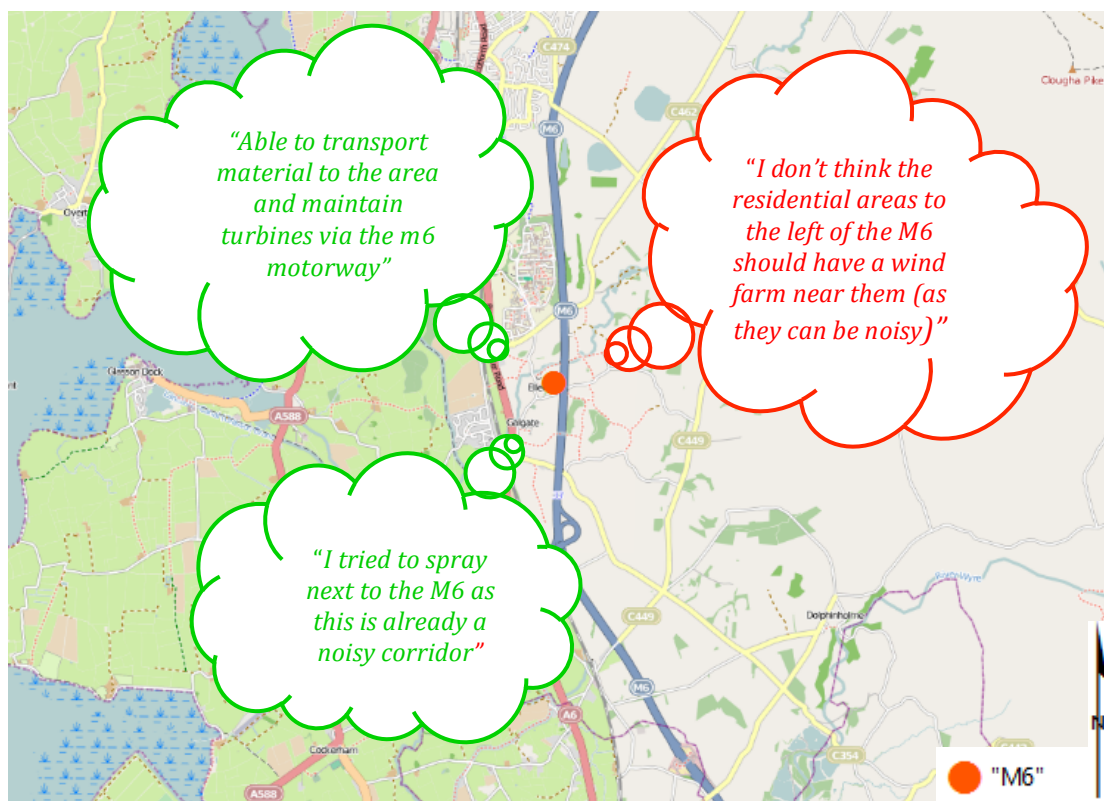 C474
Clougha Pike
C462
M6
“Able to transport
material to the area
and maintain
turbines via the m6
motorway”
“I don’t think the
residential areas to
the left of the M6
should have a wind
farm near them (as
they can be noisy)”
M6
Glasson Dock
A588
Galgate
C449
“I tried to spray
next to the M6 as
this is already a
noisy corridor”
C449
Dolphinholme
M6
A6
Cockerham
C354
A588
N
"M6"